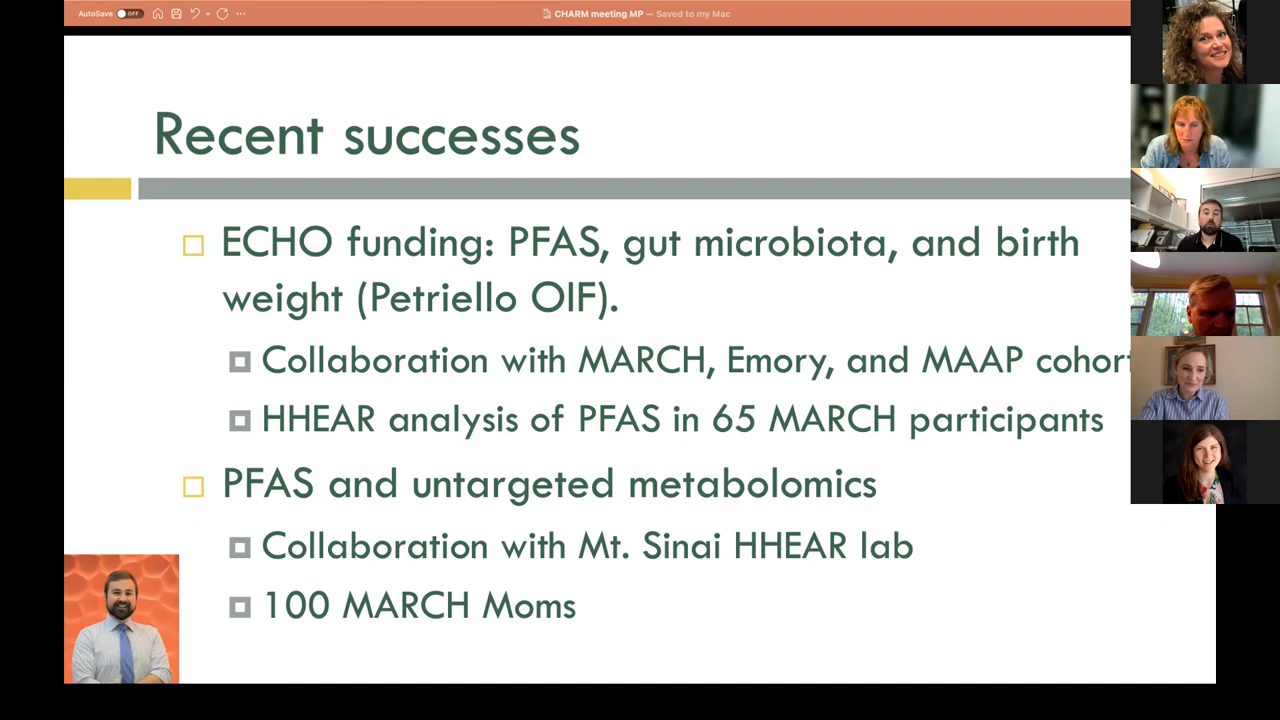 AutoSave OFF
CHARM meeting MP — Saved to my Mac
Recent successes
ECHO funding: PFAS, gut microbiota, and birth
weight (Petriello OIF).
Collaboration with MARCH, Emory, and MAAP cohort
HHEAR analysis of PFAS in 65 MARCH participants
PFAS and untargeted metabolomics
Collaboration with Mt. Sinai HHEAR lab
100 MARCH Moms